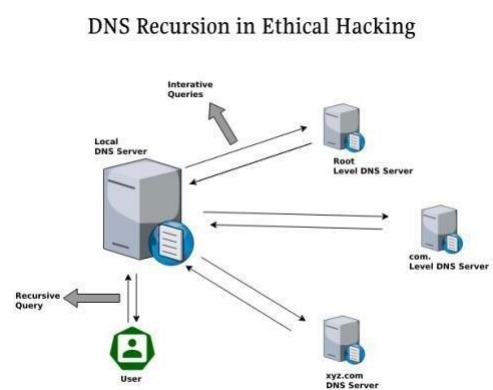 DNS Recursion in Ethical Hacking
Interative
Queries
Local
DNS Server
Root
Level DNS Server
com.
Level DNS Server
Recursive
Query
User
xyz.com
DNS Server